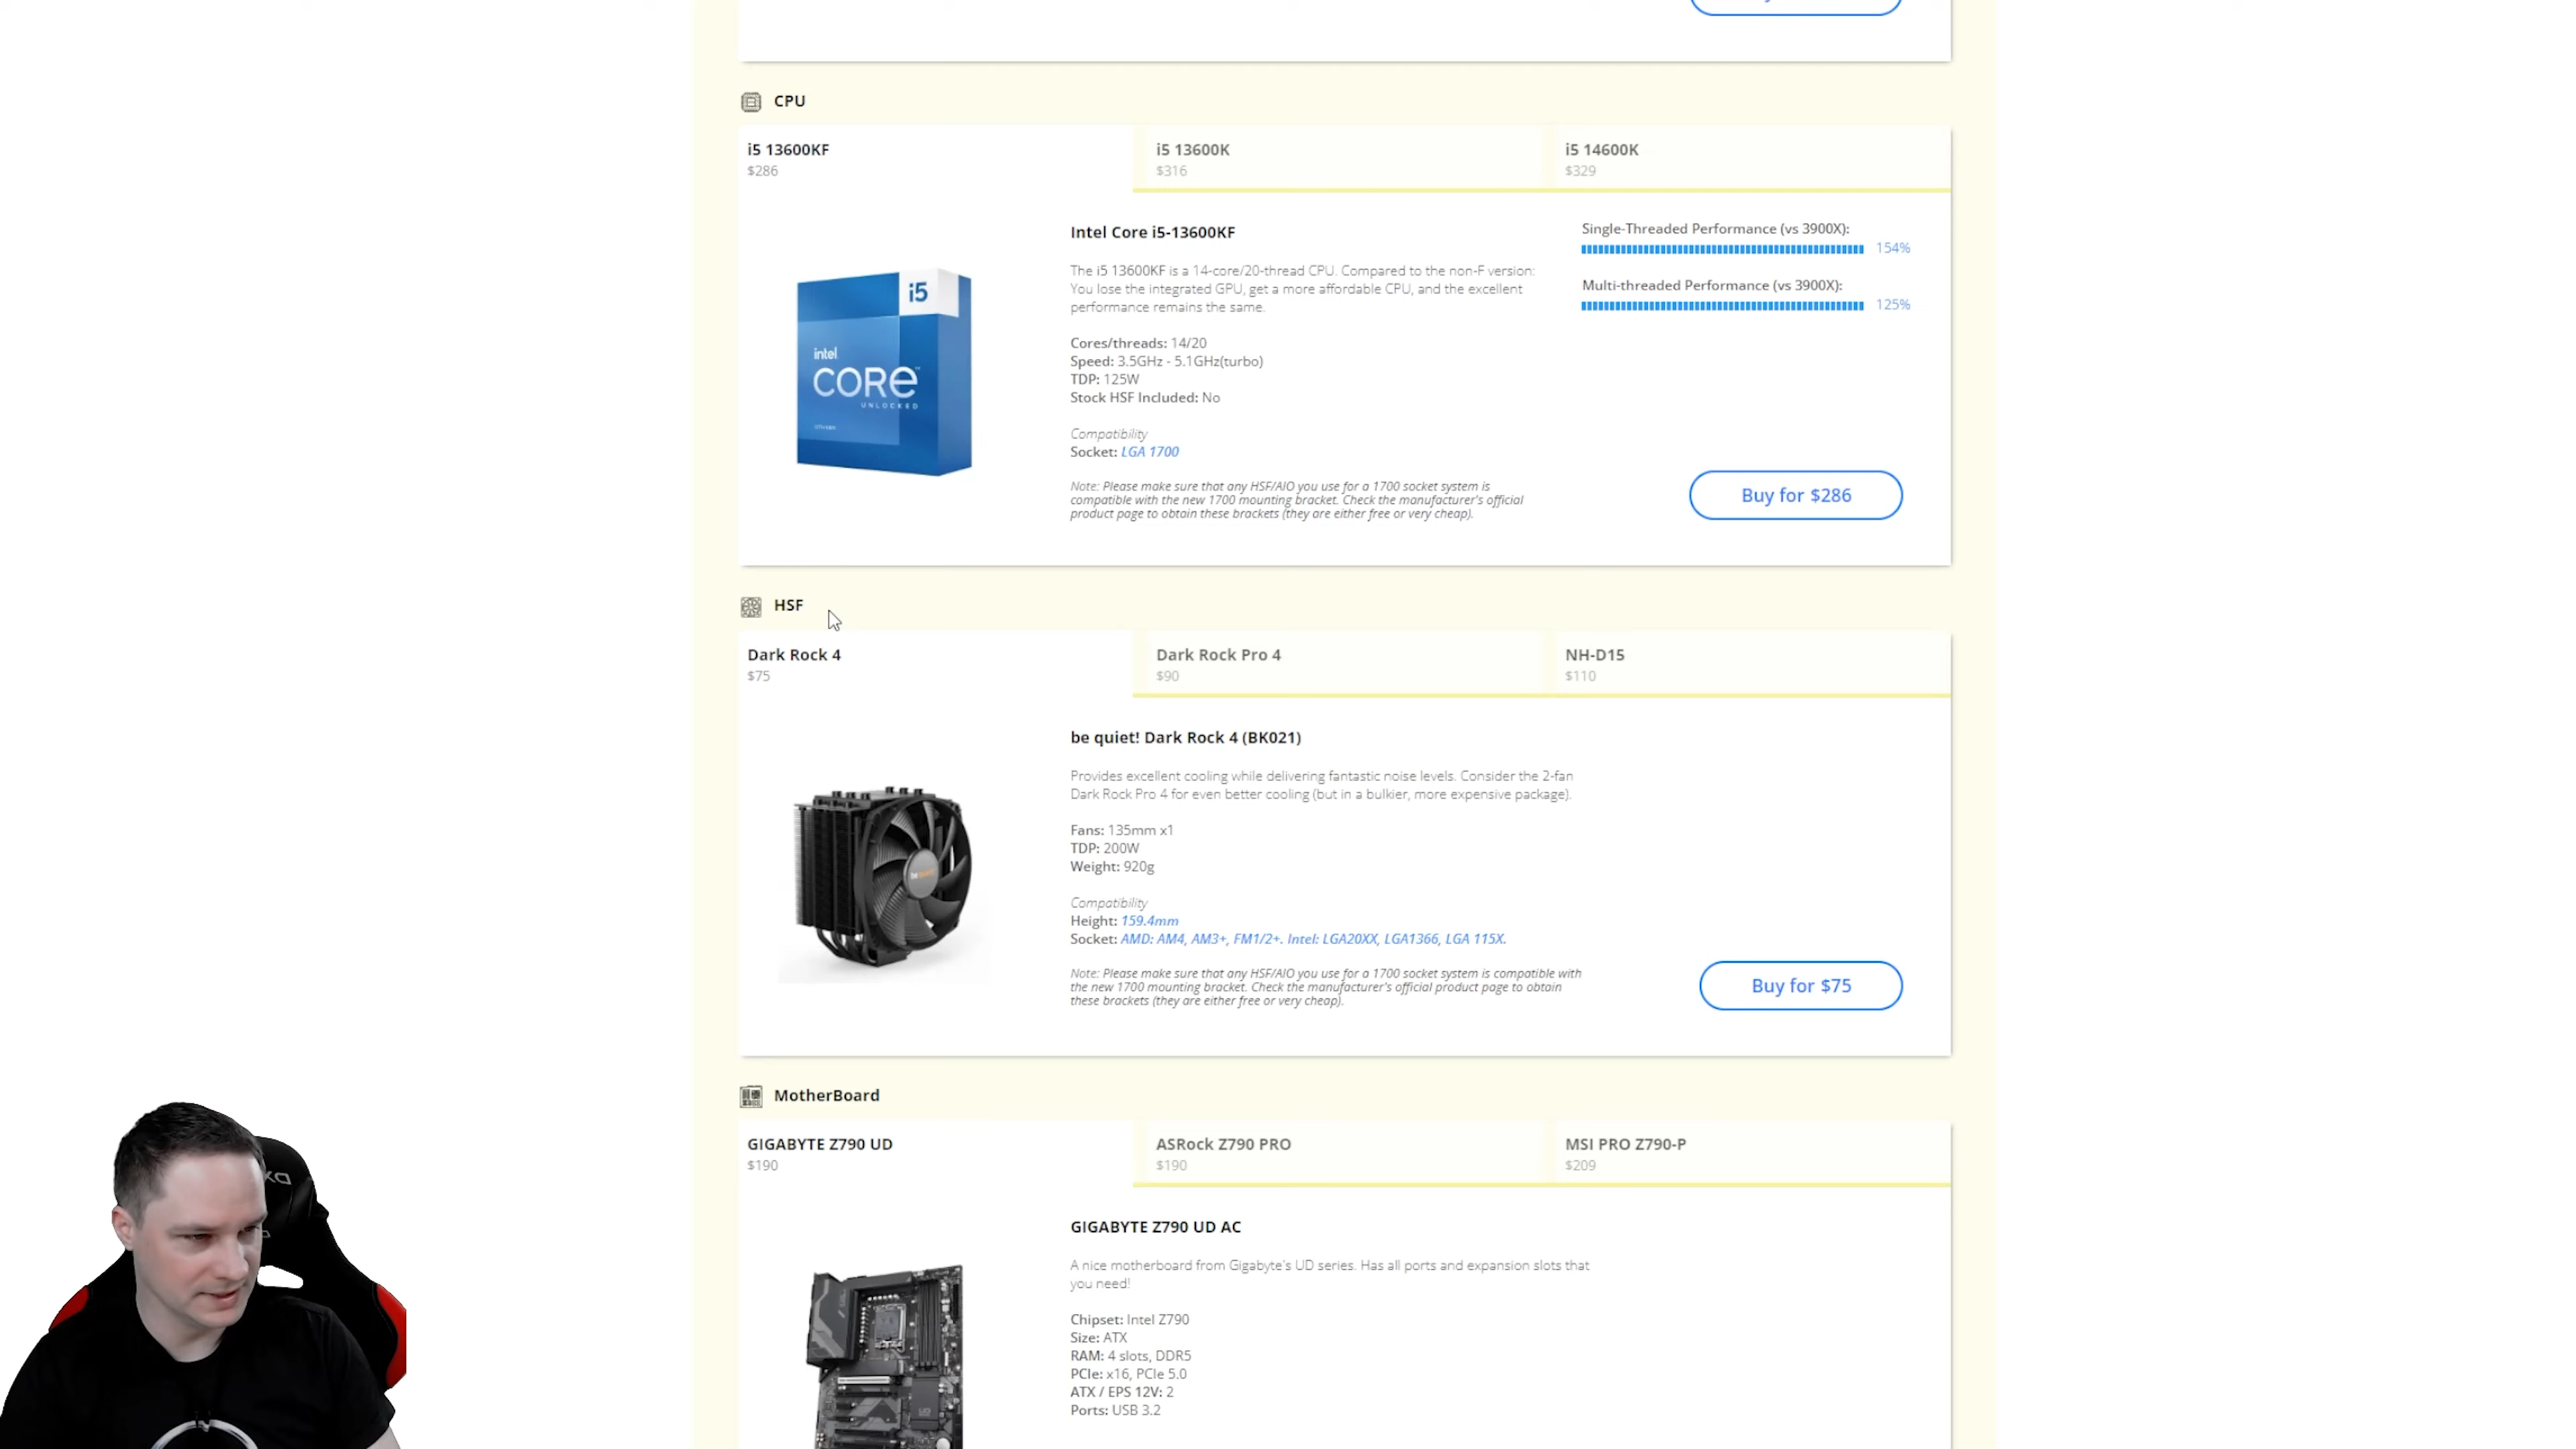 CPU
i5 13600KF
$286
i5 13600K
$316
i5 14600K
$329
Intel Core i5-13600KF
The i5 13600KF is a 14-core/20-thread CPU. Compared to the non-F version:
You lose the integrated GPU, get a more affordable CPU, and the excellent
performance remains the same.
Cores/threads: 14/20
Speed: 3.5GHz - 5.1GHz(turbo)
TDP: 125W
Stock HSF Included: No
Compatibility
Socket: LGA 1700
Note: Please make sure that any HSF/AIO you use for a 1700 socket system is
compatible with the new 1700 mounting bracket. Check the manufacturer's official
product page to obtain these brackets (they are either free or very cheap).
Single-Threaded Performance (vs 3900X):
154%
Multi-threaded Performance (vs 3900X):
125%
Buy for $286
i5
intel
CORE
UNLOCKED
HSF
Dark Rock 4
$75
Dark Rock Pro 4
$90
NH-D15
$110
be quiet! Dark Rock 4 (BK021)
Provides excellent cooling while delivering fantastic noise levels. Consider the 2-fan
Dark Rock Pro 4 for even better cooling (but in a bulkier, more expensive package).
Fans: 135mm x1
TDP: 200W
Weight: 920g
Compatibility
Height: 159.4mm
Socket: AMD: AM4, AM3+, FM1/2+. Intel: LGA20XX, LGA1366, LGA 115X.
Note: Please make sure that any HSF/AIO you use for a 1700 socket system is compatible with
the new 1700 mounting bracket. Check the manufacturer's official product page to obtain
these brackets (they are either free or very cheap).
Buy for $75
MotherBoard
GIGABYTE Z790 UD
$190
ASRock Z790 PRO
$190
MSI PRO Z790-P
$209
GIGABYTE Z790 UD AC
A nice motherboard from Gigabyte's UD series. Has all ports and expansion slots that
you need!
Chipset: Intel Z790
Size: ATX
RAM: 4 slots, DDR5
PCIe: x16, PCIe 5.0
ATX / EPS 12V: 2
Ports: USB 3.2